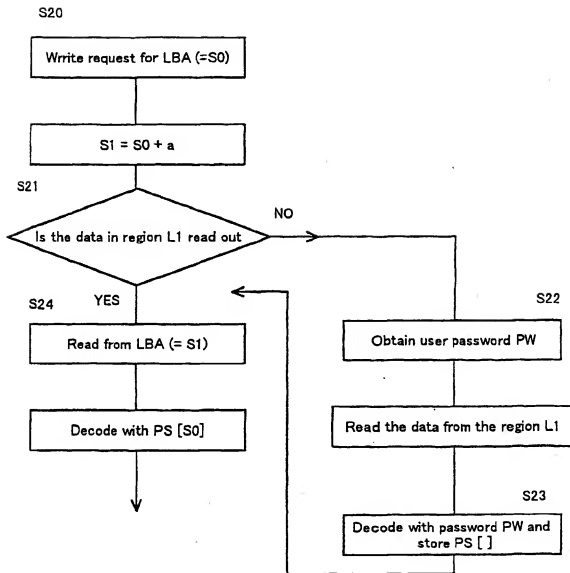 S20
Wrrite request for LBA (=S0)
S1 = S0 + a
S21
Is the data in region L1 read out
NO
YES
S24
Read from LBA (= S1)
Decode with PS [S0]
S22
Obtain user password PW
Read the data from the region L1
S23
Decode with password PW and
store PS [ ]